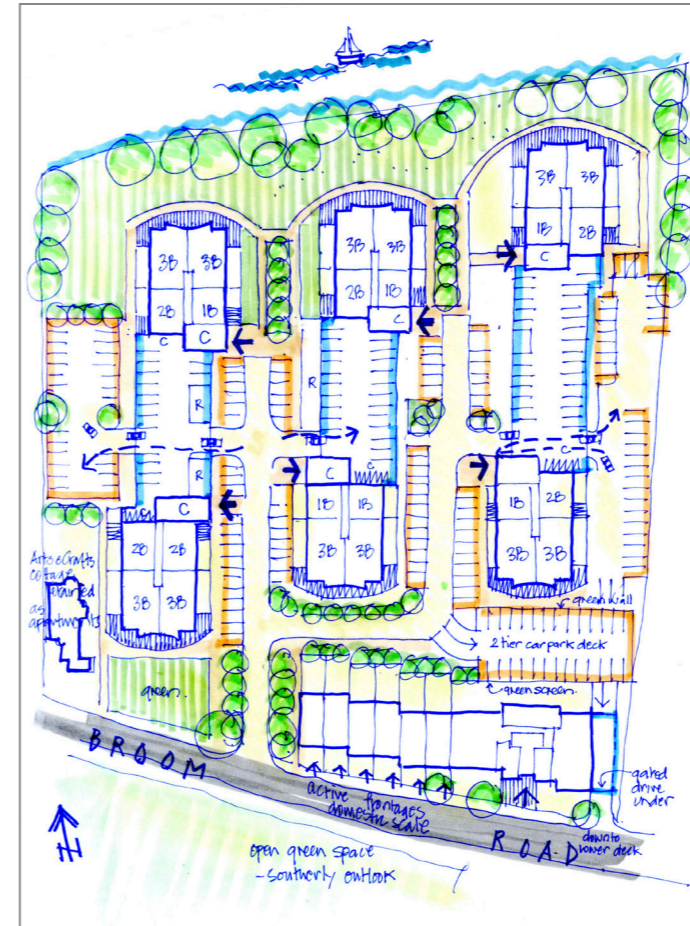 3B 3B
1B 2B
C
3B 3B
2B 1B
C
3B 3B
2B 1B
C
C
R
R
R
C
C
C
C
C
1B 2B
3B 3B
1B 1B
3B 3B
2B 2B
3B 3B
Arts & Crafts
cottage
as
apartments
green wall
2 tier car park deck
green screen.
green.
BROOM
ROAD
active frontages
domestic scale
gated
drive
under
down to
lower deck
open green space
- southerly outlook
N